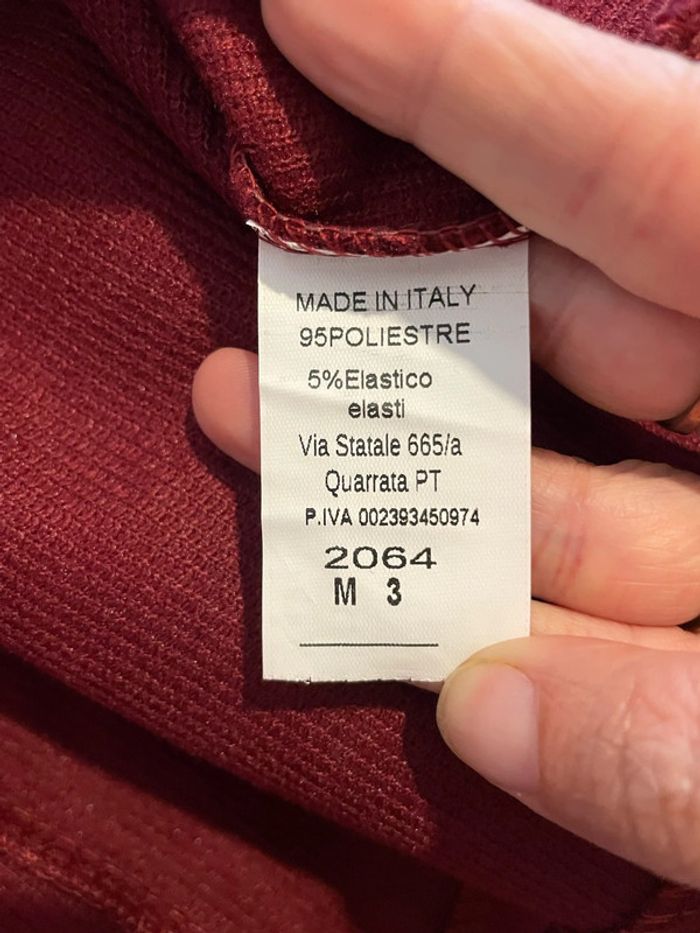 MADE IN ITALY
95POLIESTRE
5%Elastico
elasti
Via Statale 665/a
Quarrata PT
P.IVA 002393450974
2064
M 3